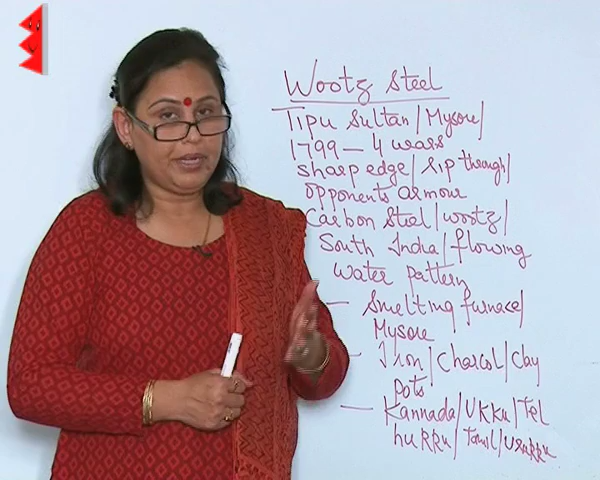 Wootz Steel
Tipu Sultan/Mysore/
1799 - 4 wars
sharp edge/rip through/
opponents armour
Carbon Steel/wootz/
South India/flowing
water pattern
- Smelting furnace/
Mysore
- Iron/Charcol/Clay
pots
- Kannada/Ukku/Tel
hukku/Tamil/Urukku